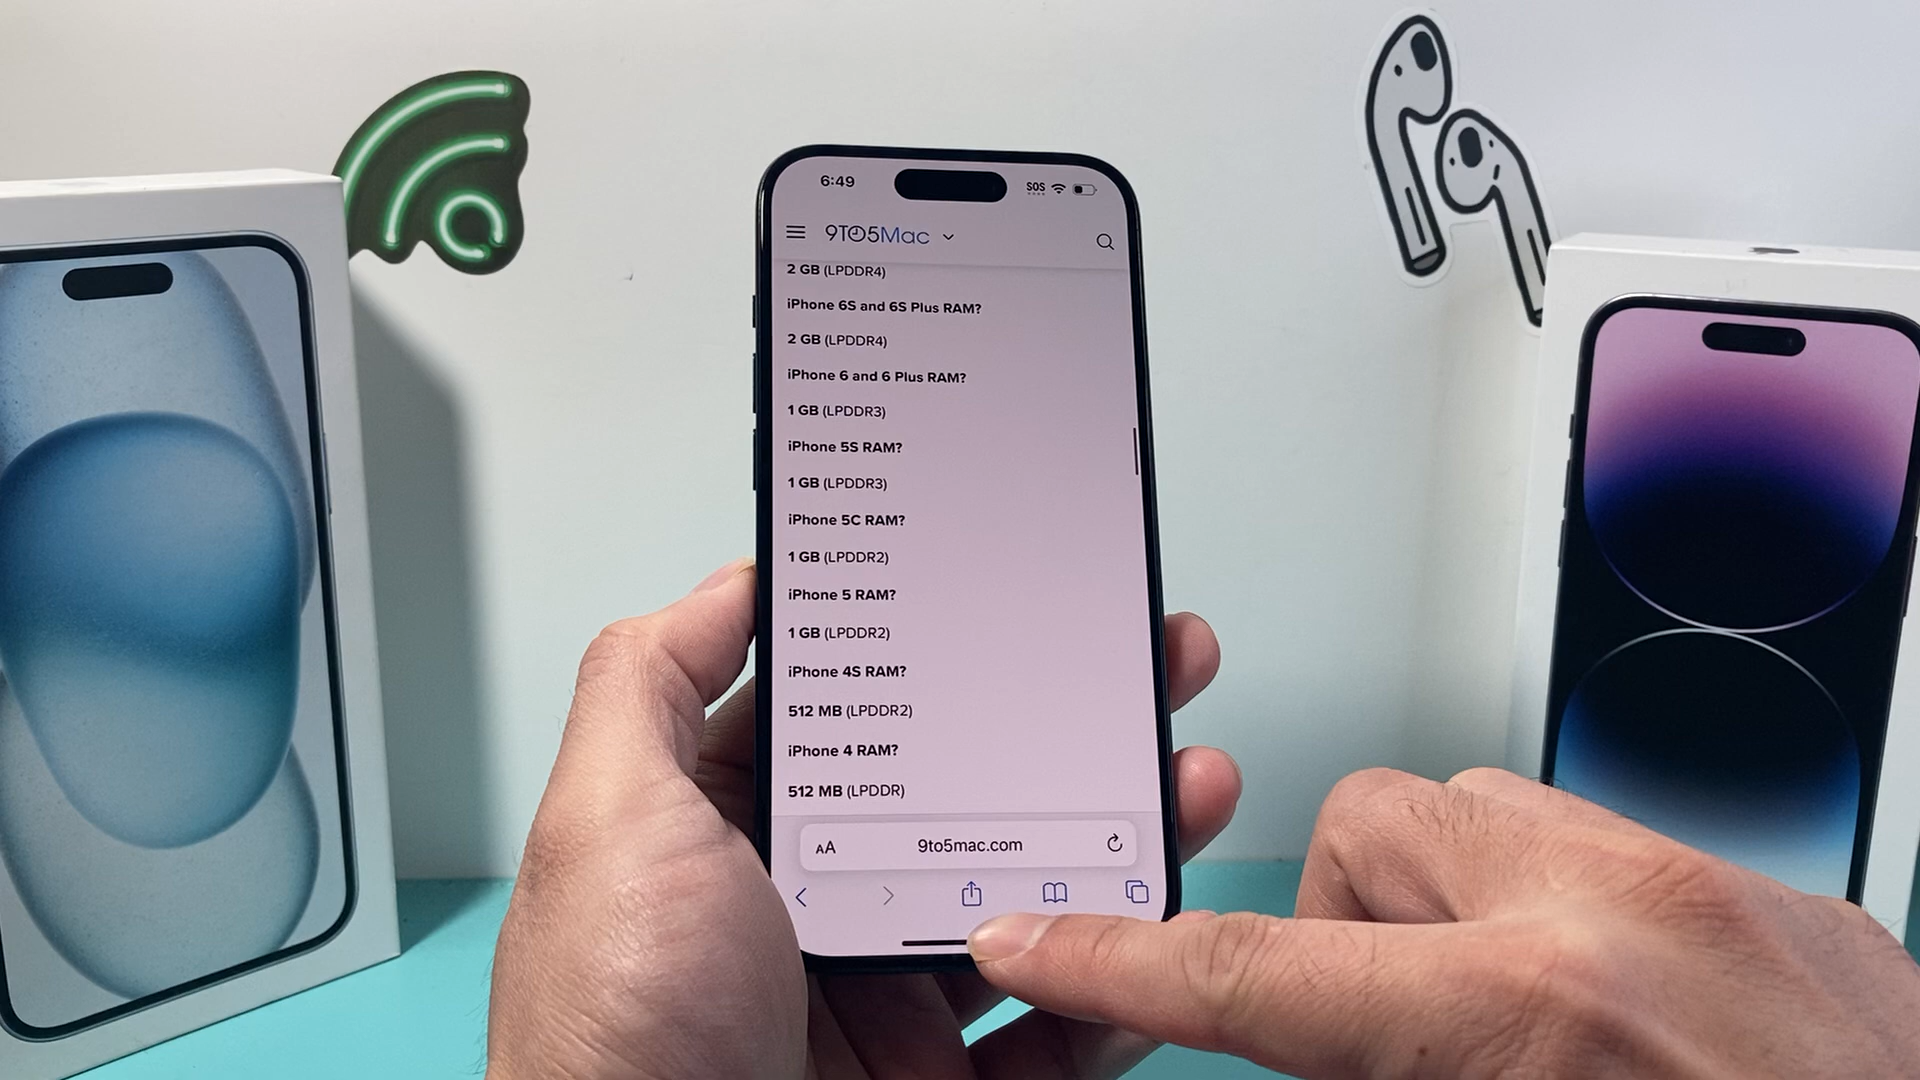 6:49
SOS
9TO5Mac
2 GB (LPDDR4)
iPhone 6S and 6S Plus RAM?
2 GB (LPDDR4)
iPhone 6 and 6 Plus RAM?
1 GB (LPDDR3)
iPhone 5S RAM?
1 GB (LPDDR3)
iPhone 5C RAM?
1 GB (LPDDR2)
iPhone 5 RAM?
1 GB (LPDDR2)
iPhone 4S RAM?
512 MB (LPDDR2)
iPhone 4 RAM?
512 MB (LPDDR)
AA 9to5mac.com